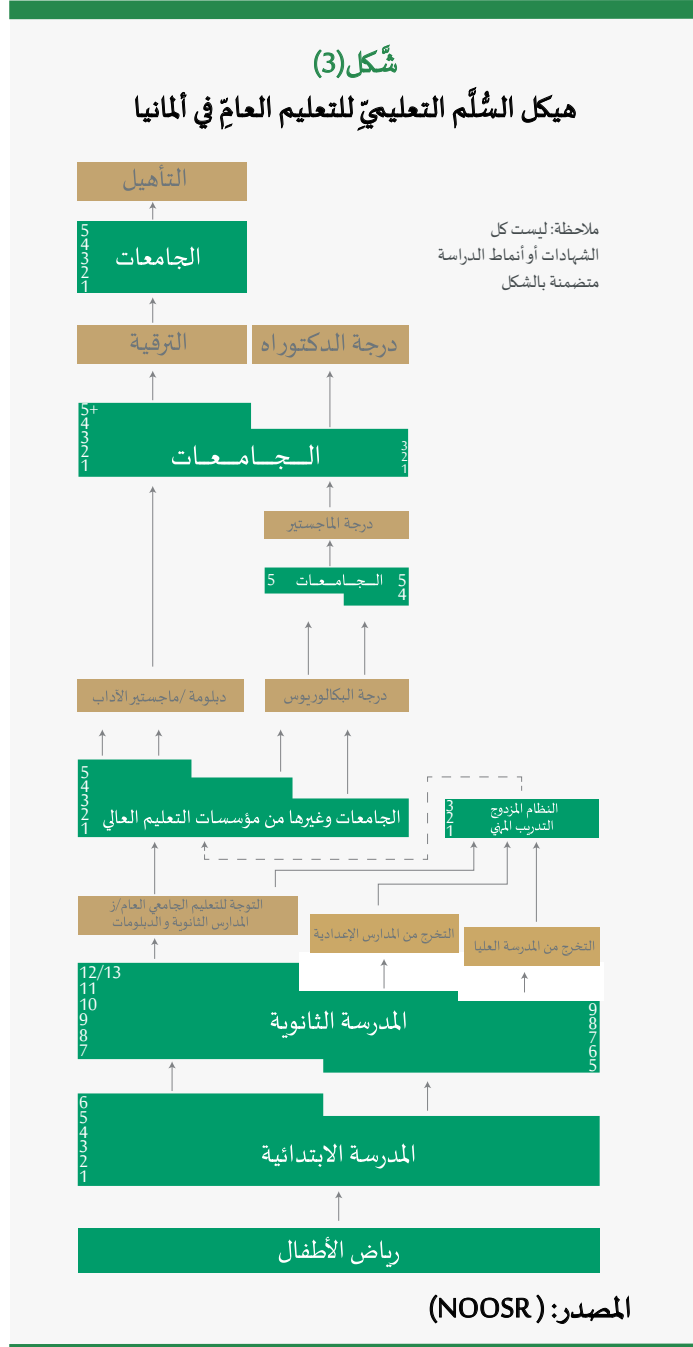 شَّكل(3)
هيكل السُّلَّم التعليميِّ للتعليم العامِّ في ألمانيا
ملاحظة: ليست كل
الشهادات أو أنماط الدراسة
متضمنة بالشكل
التأهيل
5
4
3
2
1
الجامعات
الترقية
درجة الدكتوراه
5+
4
3
2
1
الـــجـــامـــعـــات
3
2
1
درجة الماجستير
5
الـــجـــامـــعـــات
5
4
دبلومة /ماجستير الأداب
درجة البكالوريوس
5
4
3
2
1
الجامعات وغيرها من مؤسسات التعليم العالي
3
2
1
النظام المزدوج
التدريب المهني
التوجة للتعليم الجامعي العام/ز
المدارس الثانوية والدبلومات
التخرج من المدارس الإعدادية
التخرج من المدرسة العليا
12/13
11
10
9
8
7
المدرسة الثانوية
9
8
7
6
5
6
5
4
3
2
1
المدرسة الابتدائية
رياض الأطفال
المصدر: (NOOSR)